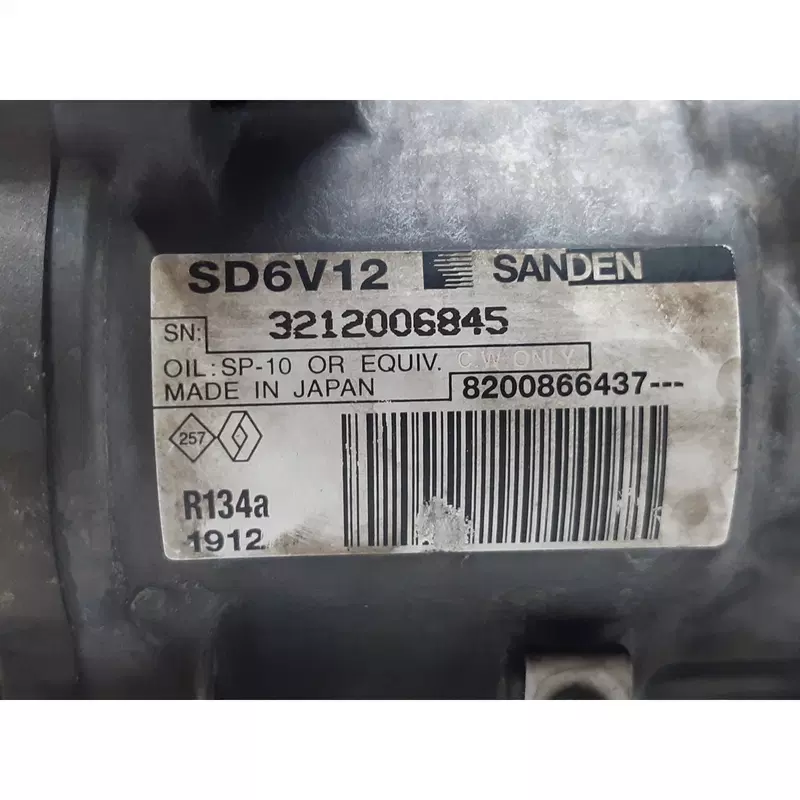 SD6V12 SANDEN
SN: 3212006845
OIL: SP-10 OR EQUIV. C.W ONLY
MADE IN JAPAN 8200866437---
257
R134a
1912